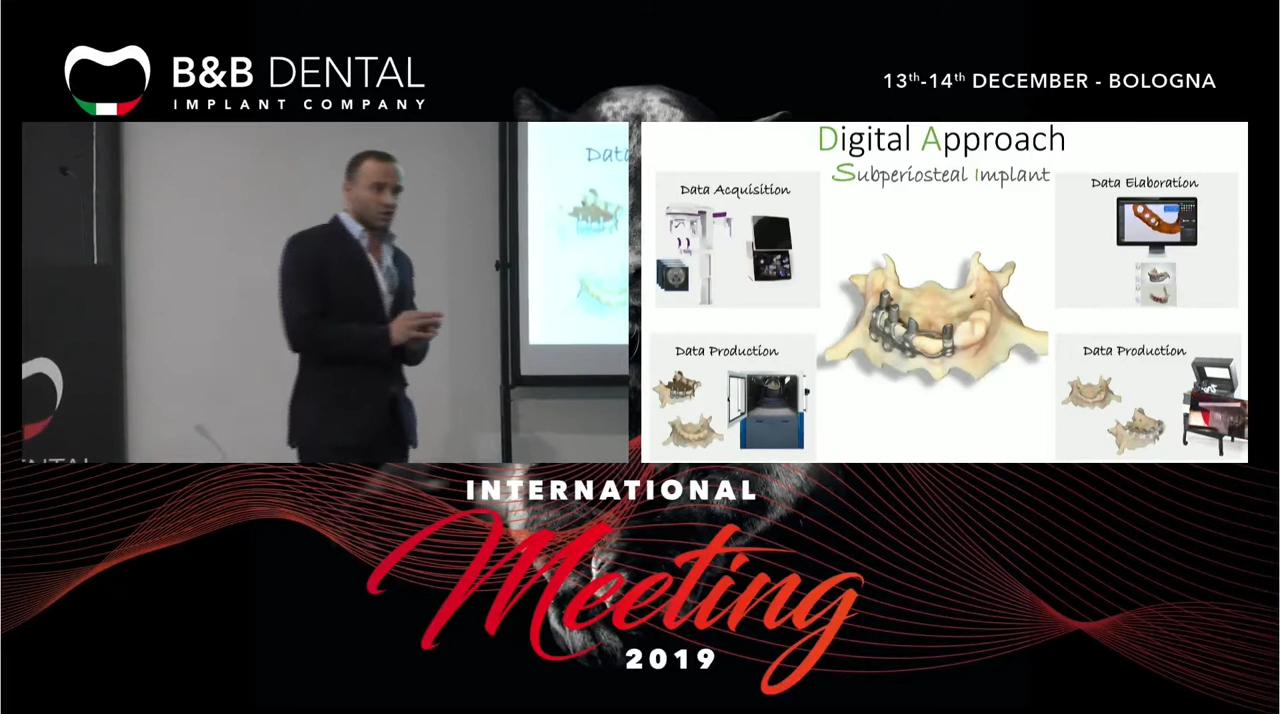 B&B DENTAL
IMPLANT COMPANY
13th-14th DECEMBER - BOLOGNA
Data
Digital Approach
Subperiosteal Implant
Data Acquisition
Data Elaboration
Data Production
Data Production
INTERNATIONAL
Meeting
2019